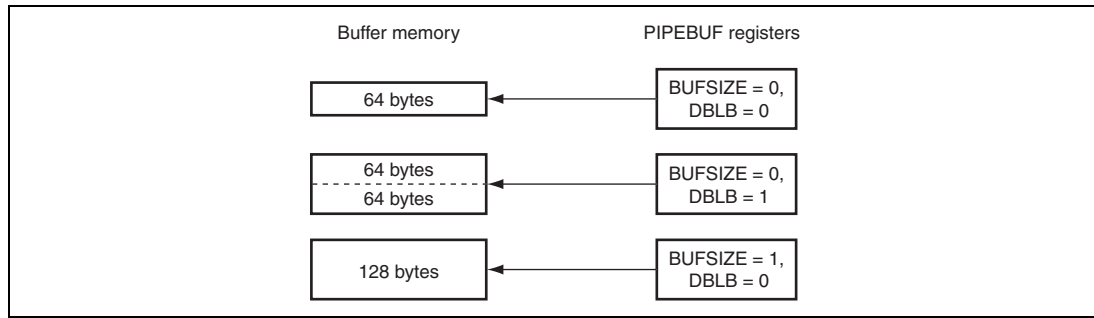 Buffer memory
PIPEBUF registers
64 bytes
BUFSIZE = 0,
DBLB = 0
64 bytes
64 bytes
BUFSIZE = 0,
DBLB = 1
128 bytes
BUFSIZE = 1,
DBLB = 0